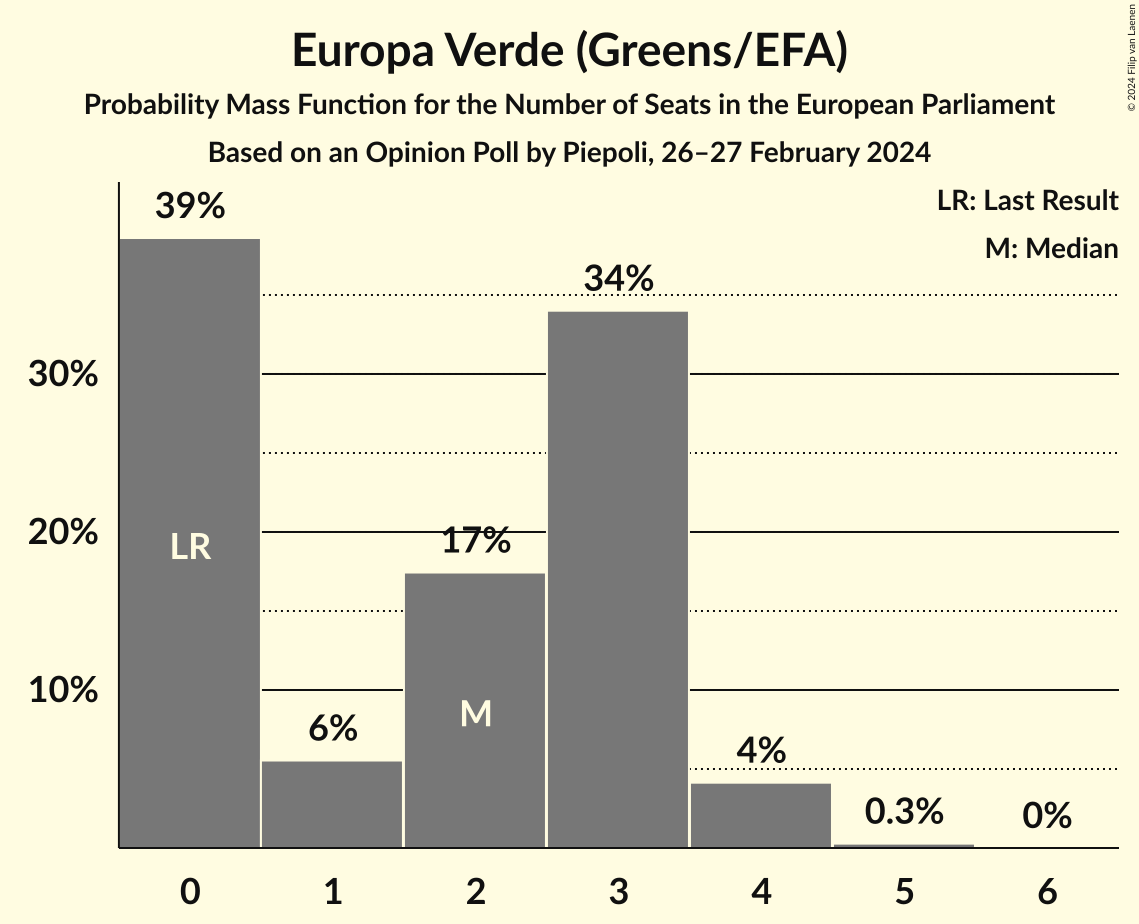 Europa Verde (Greens/EFA)
Probability Mass Function for the Number of Seats in the European Parliament
Based on an Opinion Poll by Piepoli, 26–27 February 2024
© 2024 Filip van Laenen
LR: Last Result
M: Median
39%
34%
30%
20%
17%
LR
10%
6%
M
4%
0.3%
0%
0 1 2 3 4 5 6